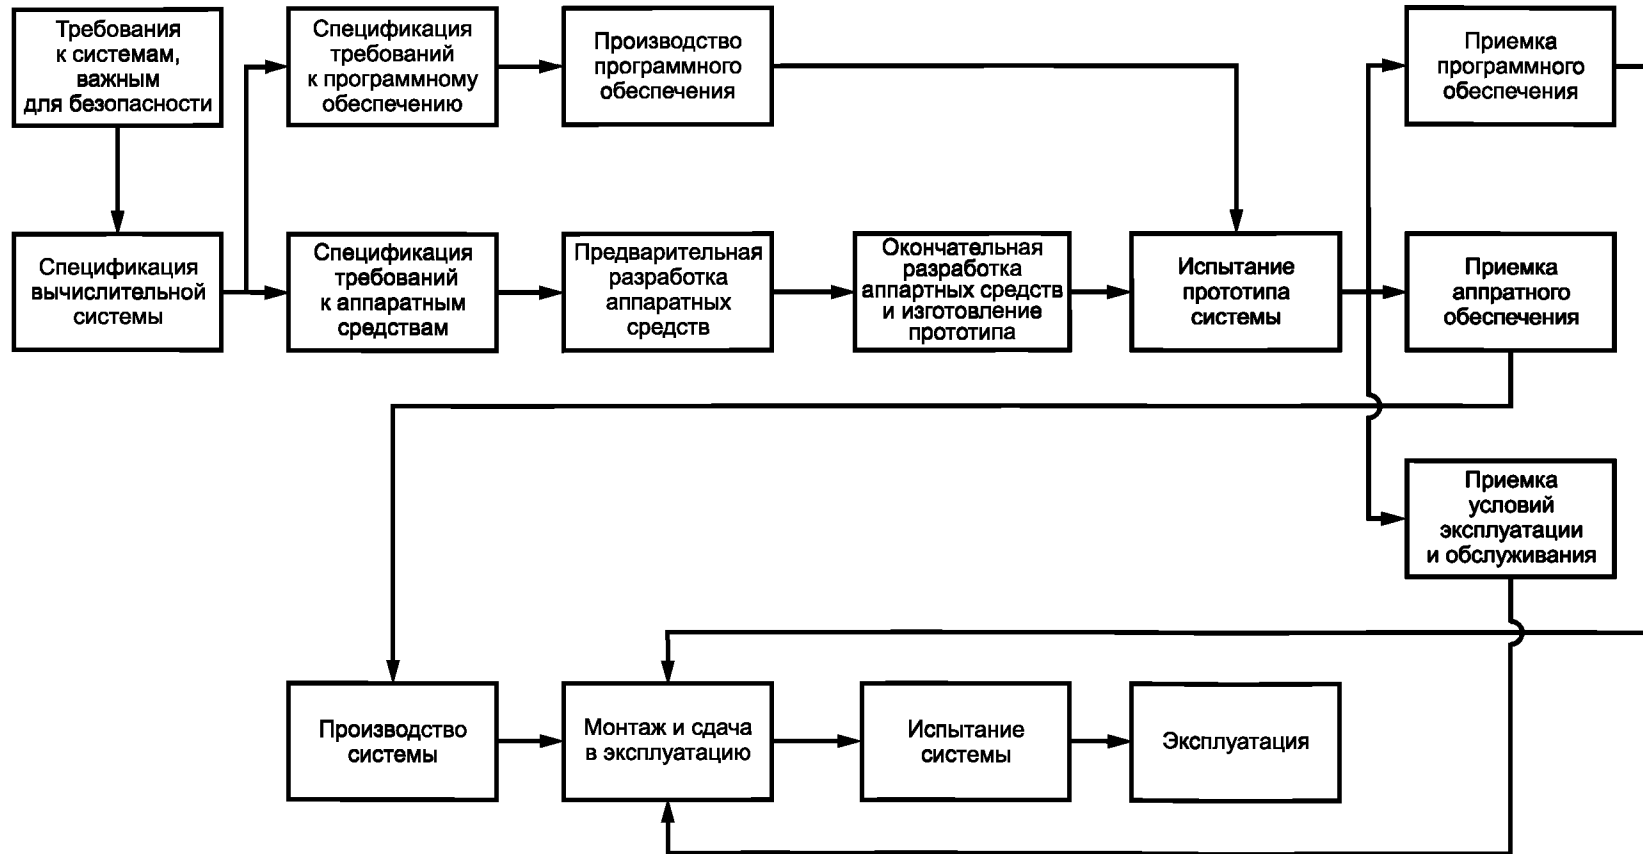 Требования
к системам,
важным
для безопасности
Спецификация
требований
к программному
обеспечению
Производство
программного
обеспечения
Приемка
программного
обеспечения
Спецификация
вычислительной
системы
Спецификация
требований
к аппаратным
средствам
Предварительная
разработка
аппаратных
средств
Окончательная
разработка
аппартных средств
и изготовление
прототипа
Испытание
прототипа
системы
Приемка
аппратного
обеспечения
Приемка
условий
эксплуатации
и обслуживания
Производство
системы
Монтаж и сдача
в эксплуатацию
Испытание
системы
Эксплуатация